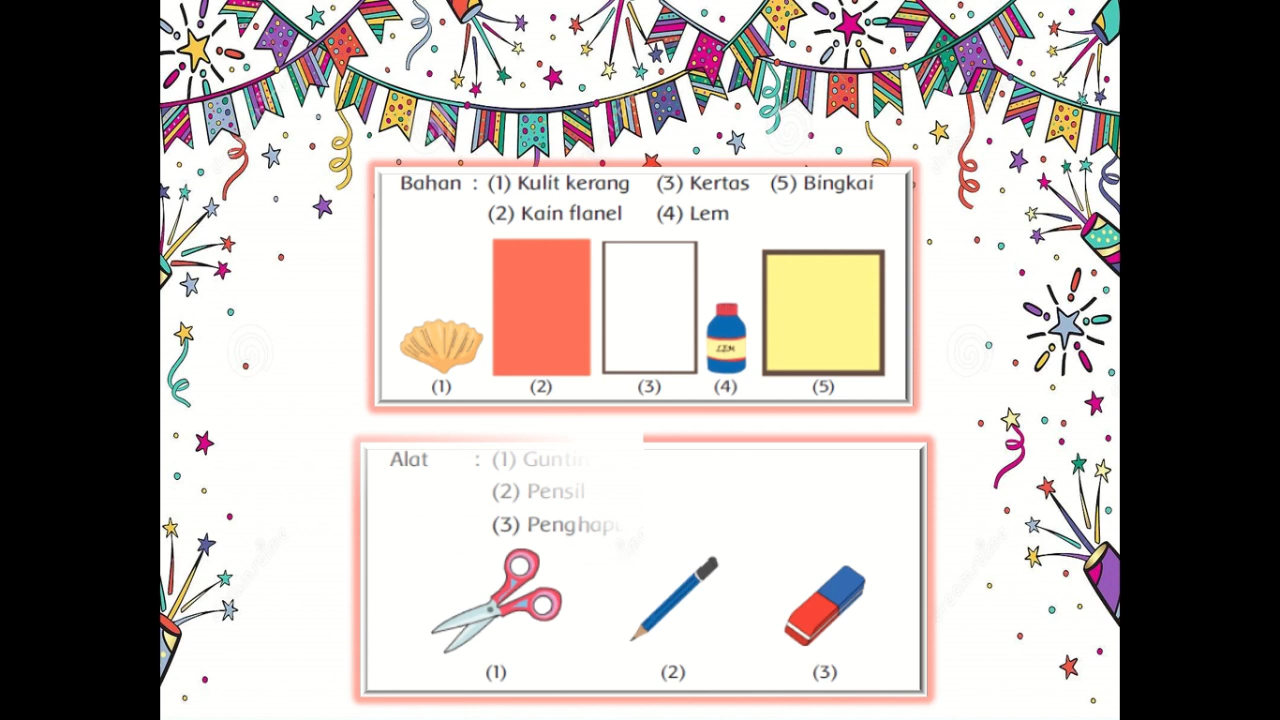 Bahan : (1) Kulit kerang (3) Kertas (5) Bingkai
(2) Kain flanel (4) Lem
LEM
(1) (2) (3) (4) (5)
Alat : (1)
(2) Pensil
(3)
(1) (2) (3)